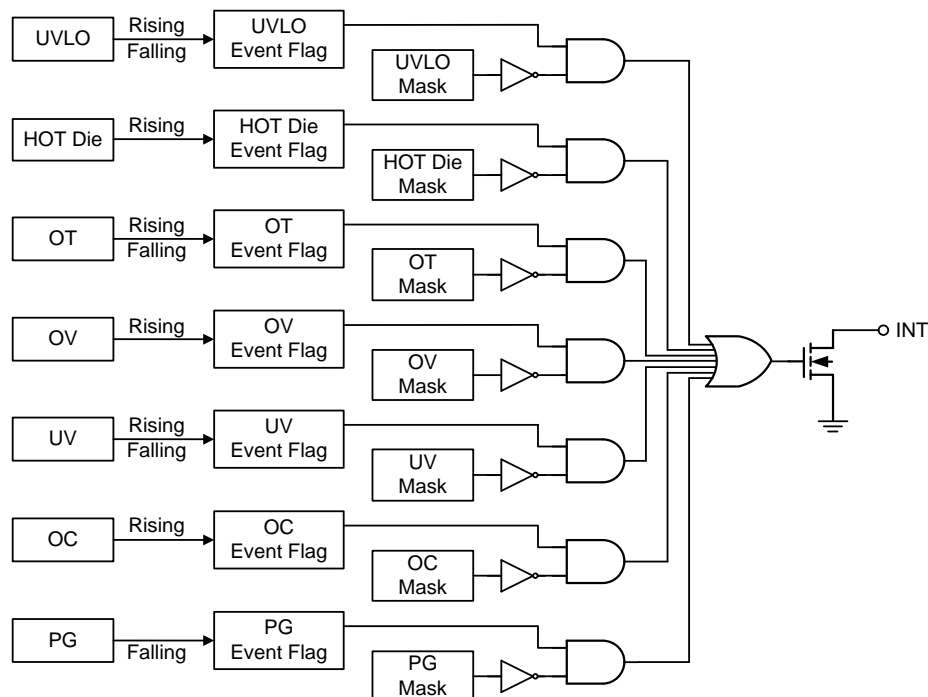 UVLO
Rising
Falling
UVLO
Event Flag
UVLO
Mask
HOT Die
Rising
HOT Die
Event Flag
HOT Die
Mask
OT
Rising
Falling
OT
Event Flag
OT
Mask
OV
Rising
OV
Event Flag
OV
Mask
INT
UV
Rising
Falling
UV
Event Flag
UV
Mask
OC
Rising
OC
Event Flag
OC
Mask
PG
Falling
PG
Event Flag
PG
Mask